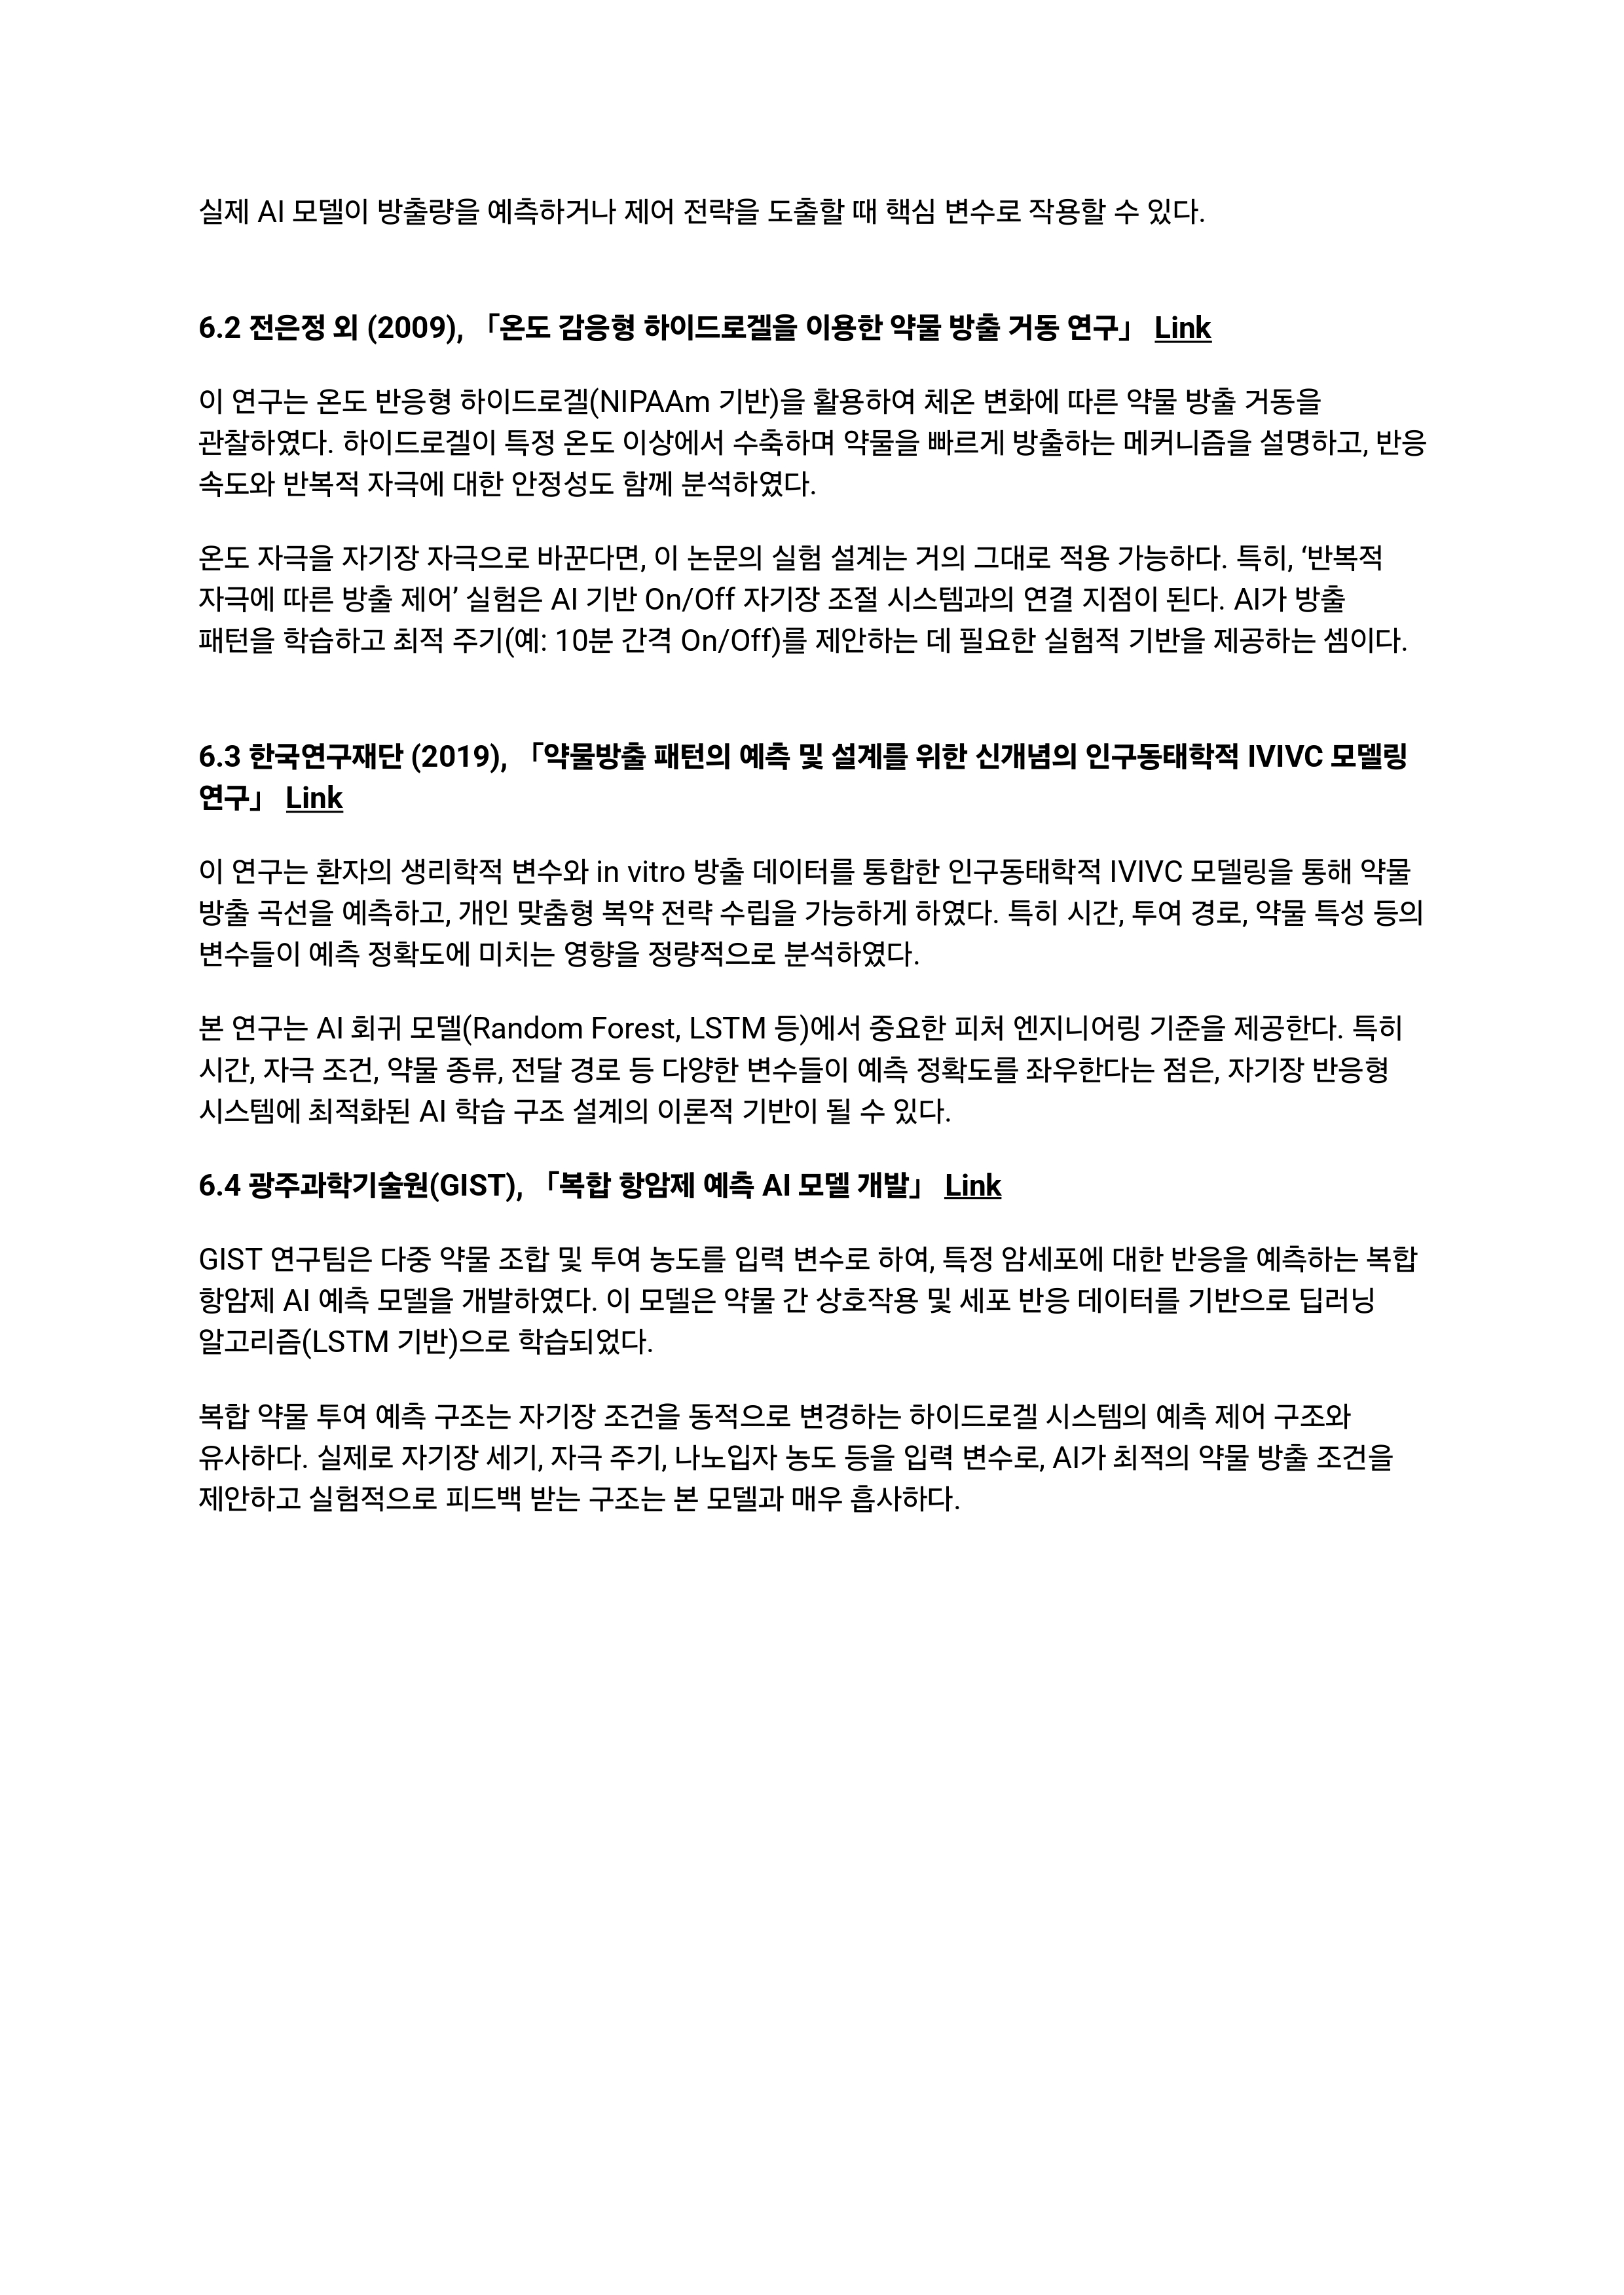 실제 AI 모델이 방출량을 예측하거나 제어 전략을 도출할 때 핵심 변수로 작용할 수 있다.
6.2 전은정 외 (2009), 「온도 감응형 하이드로겔을 이용한 약물 방출 거동 연구」 Link
이 연구는 온도 반응형 하이드로겔(NIPAAm 기반)을 활용하여 체온 변화에 따른 약물 방출 거동을
관찰하였다. 하이드로겔이 특정 온도 이상에서 수축하며 약물을 빠르게 방출하는 메커니즘을 설명하고, 반응
속도와 반복적 자극에 대한 안정성도 함께 분석하였다.
온도 자극을 자기장 자극으로 바꾼다면, 이 논문의 실험 설계는 거의 그대로 적용 가능하다. 특히, ‘반복적
자극에 따른 방출 제어’ 실험은 AI 기반 On/Off 자기장 조절 시스템과의 연결 지점이 된다. AI가 방출
패턴을 학습하고 최적 주기(예: 10분 간격 On/Off)를 제안하는 데 필요한 실험적 기반을 제공하는 셈이다.
6.3 한국연구재단 (2019), 「약물방출 패턴의 예측 및 설계를 위한 신개념의 인구동태학적 IVIVC 모델링
연구」 Link
이 연구는 환자의 생리학적 변수와 in vitro 방출 데이터를 통합한 인구동태학적 IVIVC 모델링을 통해 약물
방출 곡선을 예측하고, 개인 맞춤형 복약 전략 수립을 가능하게 하였다. 특히 시간, 투여 경로, 약물 특성 등의
변수들이 예측 정확도에 미치는 영향을 정량적으로 분석하였다.
본 연구는 AI 회귀 모델(Random Forest, LSTM 등)에서 중요한 피처 엔지니어링 기준을 제공한다. 특히
시간, 자극 조건, 약물 종류, 전달 경로 등 다양한 변수들이 예측 정확도를 좌우한다는 점은, 자기장 반응형
시스템에 최적화된 AI 학습 구조 설계의 이론적 기반이 될 수 있다.
6.4 광주과학기술원(GIST), 「복합 항암제 예측 AI 모델 개발」 Link
GIST 연구팀은 다중 약물 조합 및 투여 농도를 입력 변수로 하여, 특정 암세포에 대한 반응을 예측하는 복합
항암제 AI 예측 모델을 개발하였다. 이 모델은 약물 간 상호작용 및 세포 반응 데이터를 기반으로 딥러닝
알고리즘(LSTM 기반)으로 학습되었다.
복합 약물 투여 예측 구조는 자기장 조건을 동적으로 변경하는 하이드로겔 시스템의 예측 제어 구조와
유사하다. 실제로 자기장 세기, 자극 주기, 나노입자 농도 등을 입력 변수로, AI가 최적의 약물 방출 조건을
제안하고 실험적으로 피드백 받는 구조는 본 모델과 매우 흡사하다.